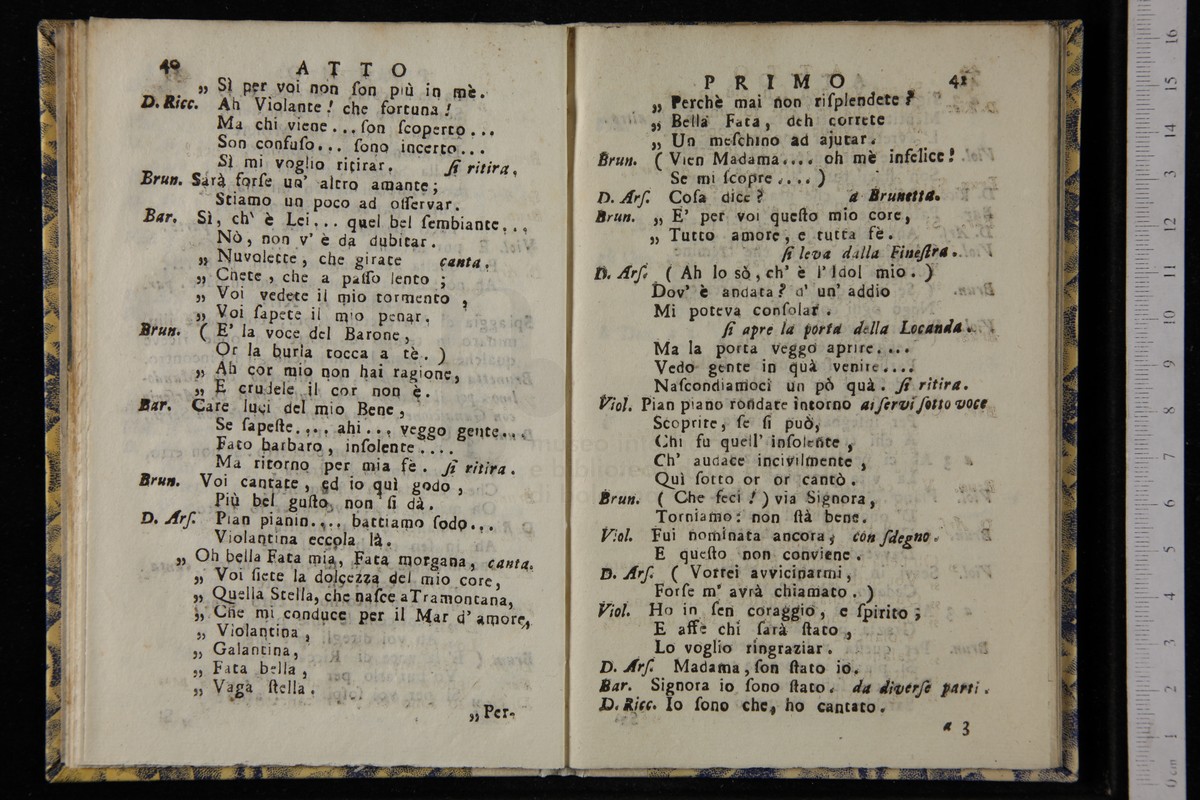 40 ATTO
„ Sì per voi non ſon più in mè.
D. Ricc. Ah Violante! che fortuna!
Ma chi viene... ſon ſcoperto...
Son confuſo... ſono incerto...
Sì mi voglio ritirar. ſi ritira.
Brun. Sarà forſe un' altro amante;
Stiamo un poco ad oſſervar.
Bar. Sì, ch' è Lei... quel bel ſembiante...
Nò, non v' è da dubitar.
„ Nuvolette, che girate canta.
„ Chete, che a paſſo lento;
„ Voi vedete il mio tormento,
„ Voi ſapete il mio penar.
Brun. ( E' la voce del Barone,
Or la burla tocca a tè. )
„ Ah cor mio non hai ragione,
„ E crudele il cor non è.
Bar. Care luci del mio Bene,
Se ſapeſte.... ahi... veggo gente....
Fato barbaro, inſolente....
Ma ritorno per mia fè. ſi ritira.
Brun. Voi cantate, ed io quì godo,
Più bel guſto, non ſi dà.
D. Arſ. Pian pianin.... battiamo ſodo...
Violantina eccola là.
„ Oh bella Fata mia, Fata morgana, canta.
„ Voi ſiete la dolcezza del mio core,
„ Quella Stella, che naſce a Tramontana,
„ Che mi conduce per il Mar d' amore,
„ Violantina,
„ Galantina,
„ Fata bella,
„ Vaga ſtella.
„ Per-
PRIMO 41
„ Perchè mai non riſplendete?
„ Bella Fata, deh correte
„ Un meſchino ad ajutar.
Brun. ( Vien Madama.... oh mè infelice!
Se mi ſcopre.... )
D. Arſ. Coſa dice? a Brunetta.
Brun. „ E' per voi queſto mio core,
„ Tutto amore, e tutta fè.
ſi leva dalla Fineſtra.
D. Arſ. ( Ah lo sò, ch' è l' Idol mio. )
Dov' è andata? d' un' addio
Mi poteva conſolar.
ſi apre la porta della Locanda.
Ma la porta veggo aprire....
Vedo gente in quà venire....
Naſcondiamoci un pò quà. ſi ritira.
Viol. Pian piano rondate intorno ai ſervi ſotto voce
Scoprite, ſe ſi può,
Chi fu quell' inſolente,
Ch' audace incivilmente,
Quì ſotto or or cantò.
Brun. ( Che feci! ) via Signora,
Torniamo: non ſtà bene.
Viol. Fui nominata ancora, con ſdegno.
E queſto non conviene.
D. Arſ. ( Vorrei avvicinarmi,
Forſe m' avrà chiamato. )
Viol. Ho in ſen coraggio, e ſpirito;
E affè chi ſarà ſtato,
Lo voglio ringraziar.
D. Arſ. Madama, ſon ſtato io.
Bar. Signora io ſono ſtato. da diverſe parti.
D. Ricc. Io ſono che, ho cantato.
a 3